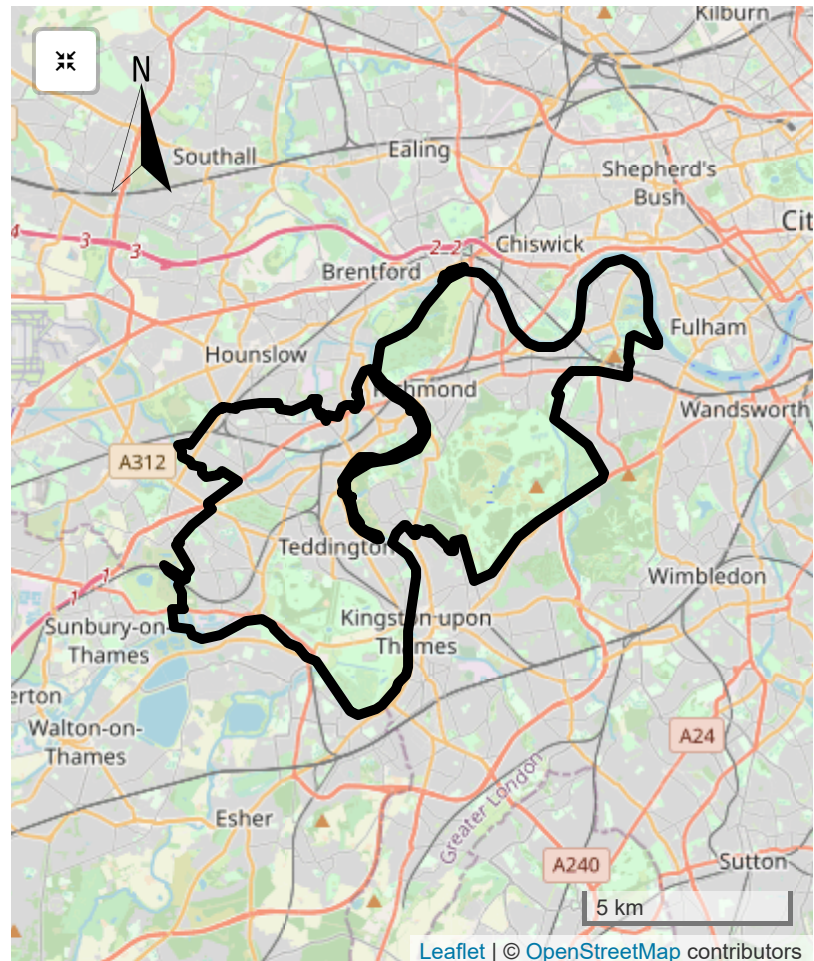 Kilburn
N
Southall
Ealing
Shepherd's
Bush
Cit
4
3
3
2
2
Chiswick
Brentford
Fulham
Hounslow
Wandsworth
A312
Teddington
1
1
Wimbledon
Kingston upon
Thames
Sunbury-on-
Thames
erton
Walton-on-
Thames
A24
Greater London
Esher
A240
Sutton
5 km
Leaflet | © OpenStreetMap contributors